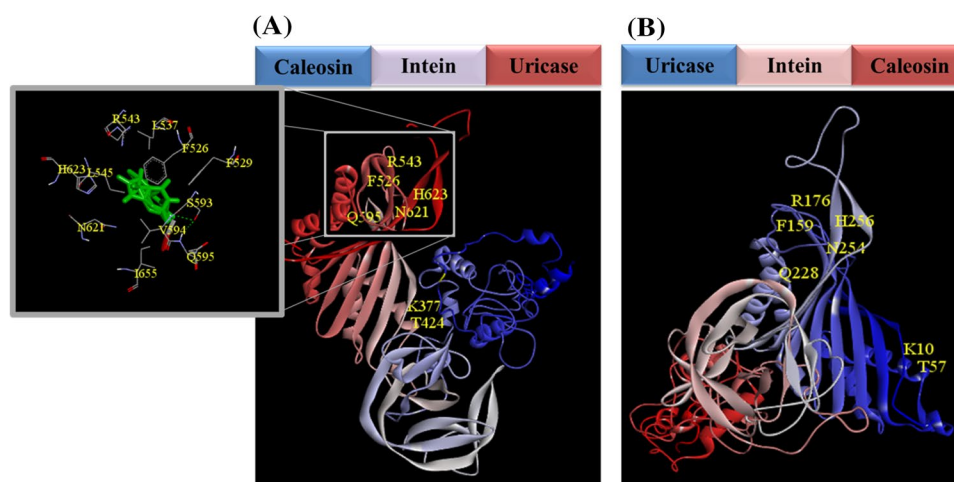 (A)
Caleosin Intein Uricase
(B)
Uricase Intein Caleosin
R543 L537
F526
F529
H623 L545
S593
N621
V594
Q595
I655
R543
F526
H623
Q595 N621
K377
T424
R176
F159 H256
N254
Q228
K10
T57